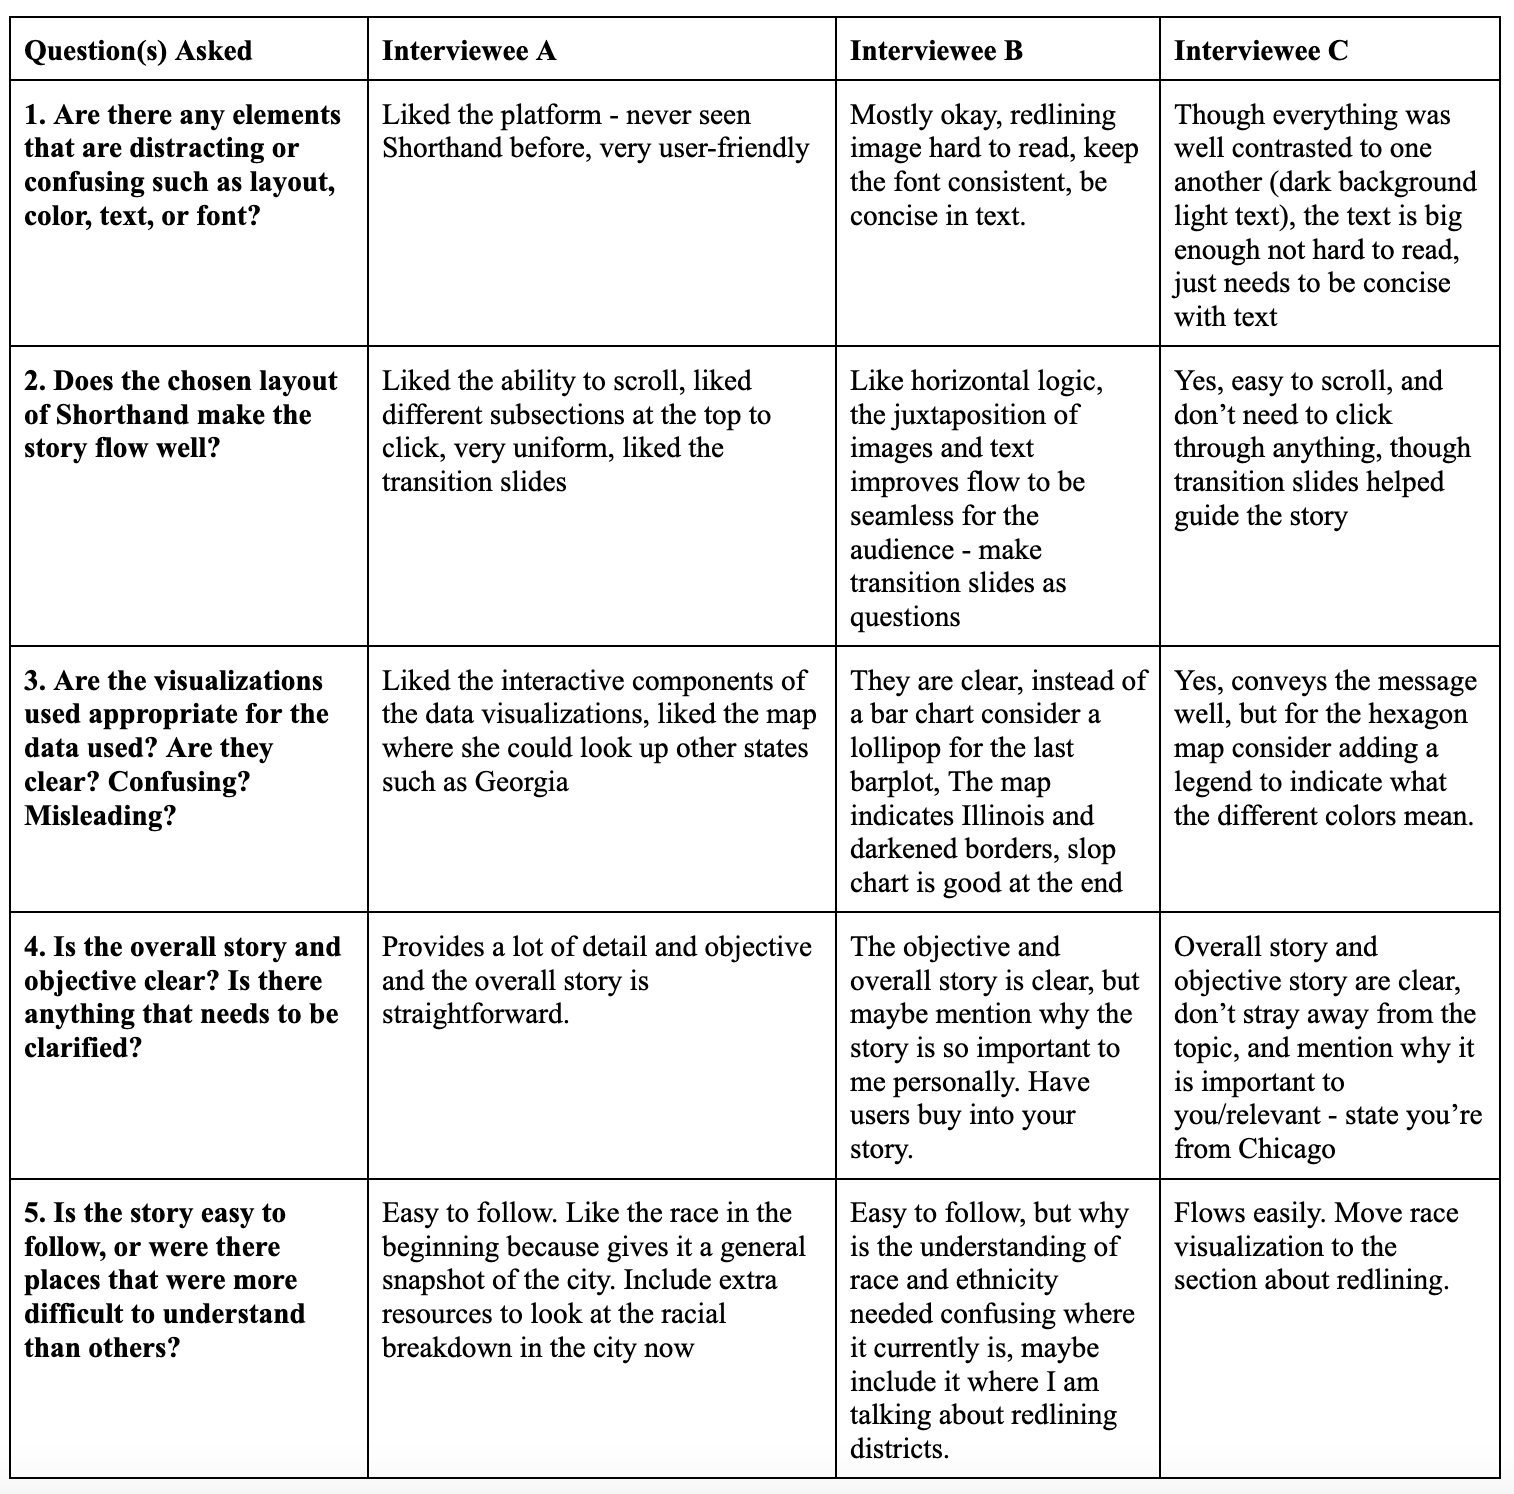 Question(s) Asked
Interviewee A
Interviewee B
Interviewee C
1. Are there any elements
that are distracting or
confusing such as layout,
color, text, or font?
Liked the platform - never seen
Shorthand before, very user-friendly
Mostly okay, redlining
image hard to read, keep
the font consistent, be
concise in text.
Though everything was
well contrasted to one
another (dark background
light text), the text is big
enough not hard to read,
just needs to be concise
with text
2. Does the chosen layout
of Shorthand make the
story flow well?
Liked the ability to scroll, liked
different subsections at the top to
click, very uniform, liked the
transition slides
Like horizontal logic,
the juxtaposition of
images and text
improves flow to be
seamless for the
audience - make
transition slides as
questions
Yes, easy to scroll, and
don’t need to click
through anything, though
transition slides helped
guide the story
3. Are the visualizations
used appropriate for the
data used? Are they
clear? Confusing?
Misleading?
Liked the interactive components of
the data visualizations, liked the map
where she could look up other states
such as Georgia
They are clear, instead of
a bar chart consider a
lollipop for the last
barplot, The map
indicates Illinois and
darkened borders, slop
chart is good at the end
Yes, conveys the message
well, but for the hexagon
map consider adding a
legend to indicate what
the different colors mean.
4. Is the overall story and
objective clear? Is there
anything that needs to be
clarified?
Provides a lot of detail and objective
and the overall story is
straightforward.
The objective and
overall story is clear, but
maybe mention why the
story is so important to
me personally. Have
users buy into your
story.
Overall story and
objective story are clear,
don’t stray away from the
topic, and mention why it
is important to
you/relevant - state you’re
from Chicago
5. Is the story easy to
follow, or were there
places that were more
difficult to understand
than others?
Easy to follow. Like the race in the
beginning because gives it a general
snapshot of the city. Include extra
resources to look at the racial
breakdown in the city now
Easy to follow, but why
is the understanding of
race and ethnicity
needed confusing where
it currently is, maybe
include it where I am
talking about redlining
districts.
Flows easily. Move race
visualization to the
section about redlining.